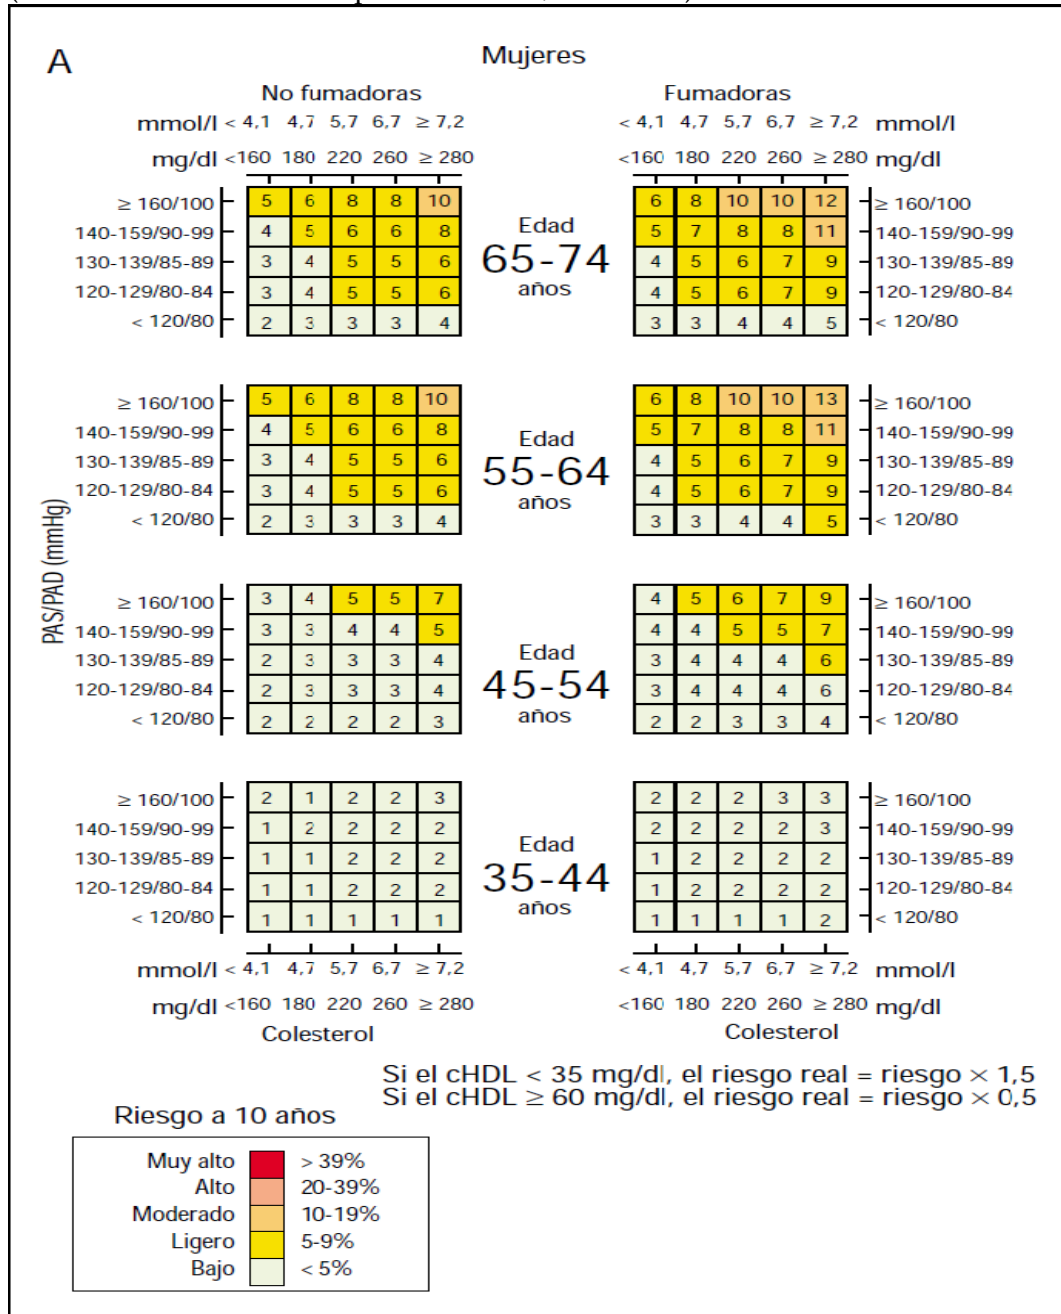 A
Mujeres
No fumadoras Fumadoras
mmol/l < 4,1 4,7 5,7 6,7 ≥ 7,2 < 4,1 4,7 5,7 6,7 ≥ 7,2 mmol/l
mg/dl <160 180 220 260 ≥ 280 <160 180 220 260 ≥ 280 mg/dl
≥ 160/100 5 6 8 8 10 6 8 10 10 12 ≥ 160/100
140-159/90-99 4 5 6 6 8 Edad 5 7 8 8 11 140-159/90-99
130-139/85-89 3 4 5 5 6 65-74 4 5 6 7 9 130-139/85-89
120-129/80-84 3 4 5 5 6 años 4 5 6 7 9 120-129/80-84
< 120/80 2 3 3 3 4 3 3 4 4 5 < 120/80
≥ 160/100 5 6 8 8 10 6 8 10 10 13 ≥ 160/100
140-159/90-99 4 5 6 6 8 Edad 5 7 8 8 11 140-159/90-99
130-139/85-89 3 4 5 5 6 55-64 4 5 6 7 9 130-139/85-89
120-129/80-84 3 4 5 5 6 años 4 5 6 7 9 120-129/80-84
< 120/80 2 3 3 3 4 3 3 4 4 5 < 120/80
PAS/PAD (mmHg)
≥ 160/100 3 4 5 5 7 4 5 6 7 9 ≥ 160/100
140-159/90-99 3 3 4 4 5 Edad 4 4 5 5 7 140-159/90-99
130-139/85-89 2 3 3 3 4 45-54 3 4 4 4 6 130-139/85-89
120-129/80-84 2 3 3 3 4 años 3 4 4 4 6 120-129/80-84
< 120/80 2 2 2 2 3 2 2 3 3 4 < 120/80
≥ 160/100 2 1 2 2 3 2 2 2 3 3 ≥ 160/100
140-159/90-99 1 2 2 2 2 Edad 2 2 2 2 3 140-159/90-99
130-139/85-89 1 1 2 2 2 35-44 1 2 2 2 2 130-139/85-89
120-129/80-84 1 1 2 2 2 años 1 2 2 2 2 120-129/80-84
< 120/80 1 1 1 1 1 1 1 1 1 2 < 120/80
mmol/l < 4,1 4,7 5,7 6,7 ≥ 7,2 < 4,1 4,7 5,7 6,7 ≥ 7,2 mmol/l
mg/dl <160 180 220 260 ≥ 280 <160 180 220 260 ≥ 280 mg/dl
Colesterol Colesterol
Si el cHDL < 35 mg/dl, el riesgo real = riesgo × 1,5
Si el cHDL ≥ 60 mg/dl, el riesgo real = riesgo × 0,5
Riesgo a 10 años
Muy alto > 39%
Alto 20-39%
Moderado 10-19%
Ligero 5-9%
Bajo < 5%